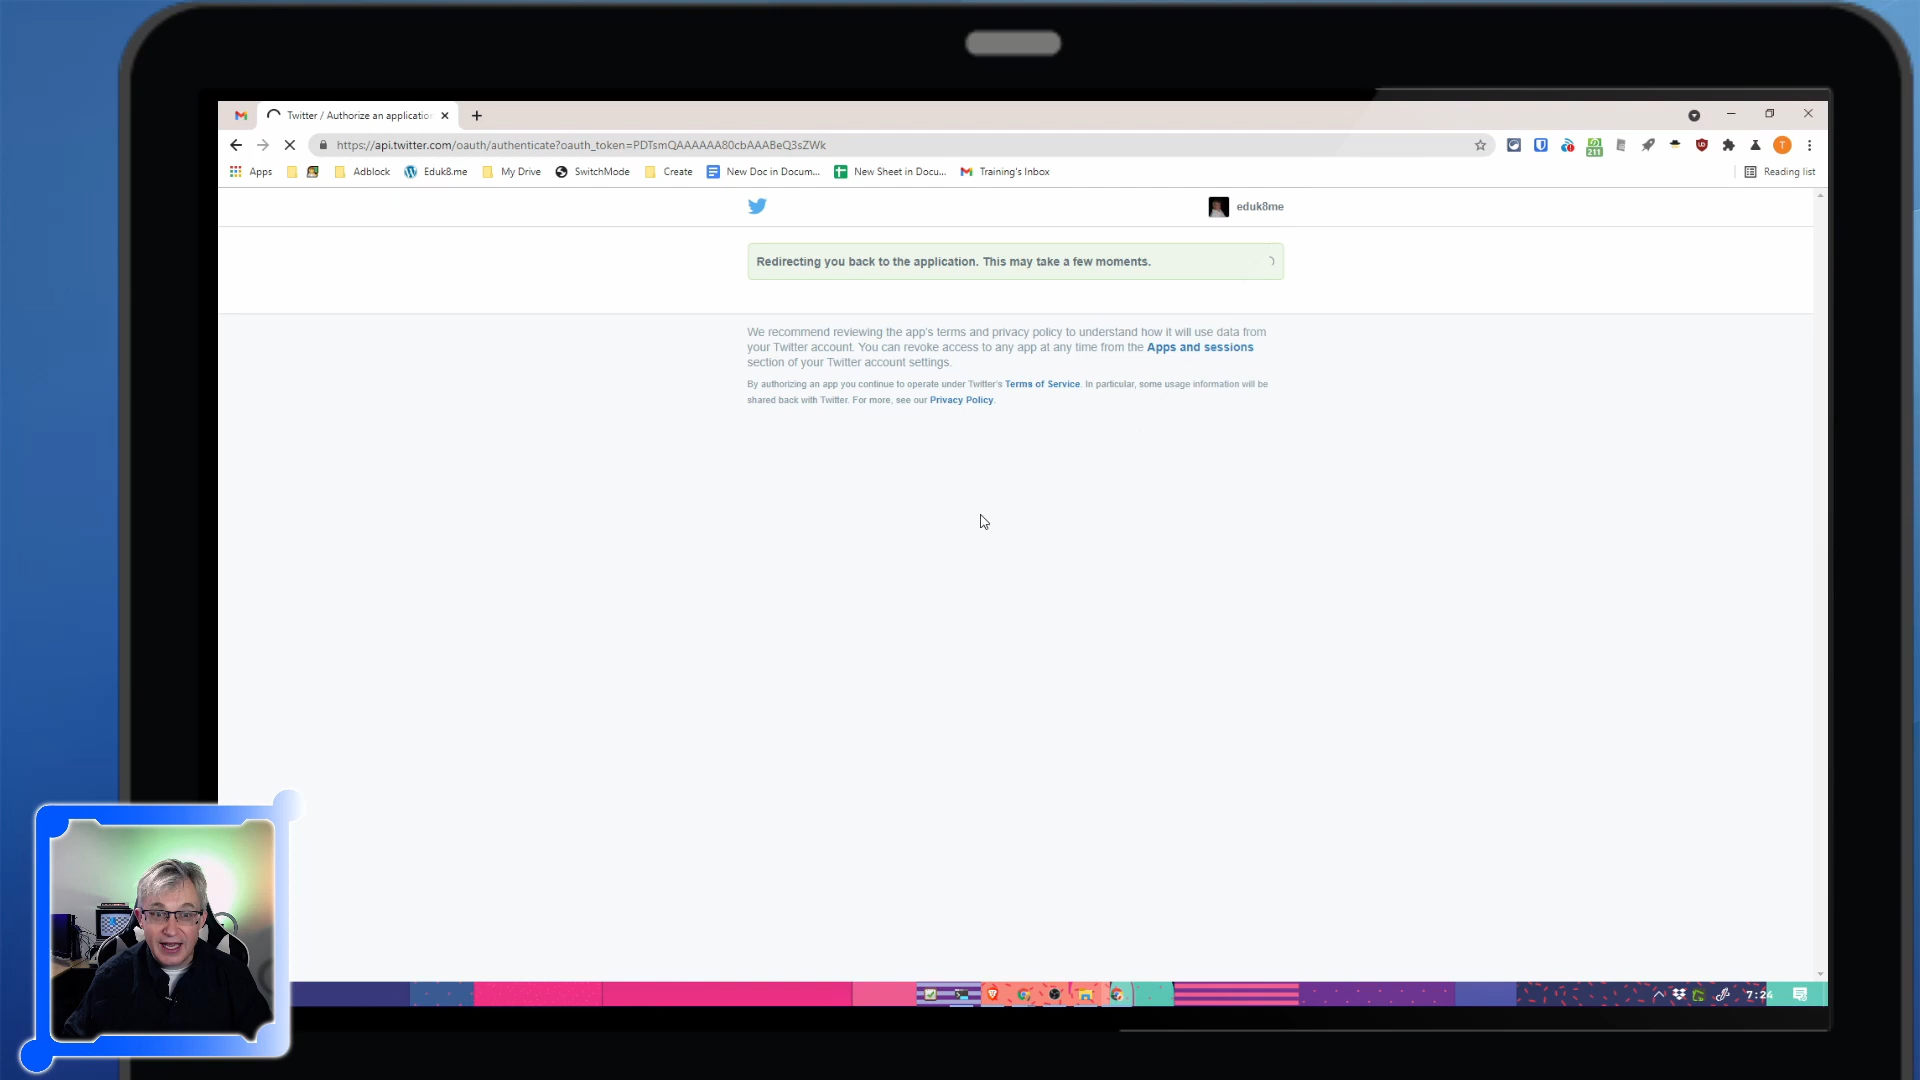 Twitter / Authorize an applicatio
https://api.twitter.com/oauth/authenticate?oauth_token=PDTsmQAAAAAA80cbAAABeQ3sZWk
211
T
Apps
Adblock
Eduk8.me
My Drive
SwitchMode
Create
New Doc in Docum...
New Sheet in Docu...
Training's Inbox
Reading list
eduk8me
Redirecting you back to the application. This may take a few moments.
We recommend reviewing the app's terms and privacy policy to understand how it will use data from
your Twitter account. You can revoke access to any app at any time from the Apps and sessions
section of your Twitter account settings.
By authorizing an app you continue to operate under Twitter's Terms of Service. In particular, some usage information will be
shared back with Twitter. For more, see our Privacy Policy.
7:24